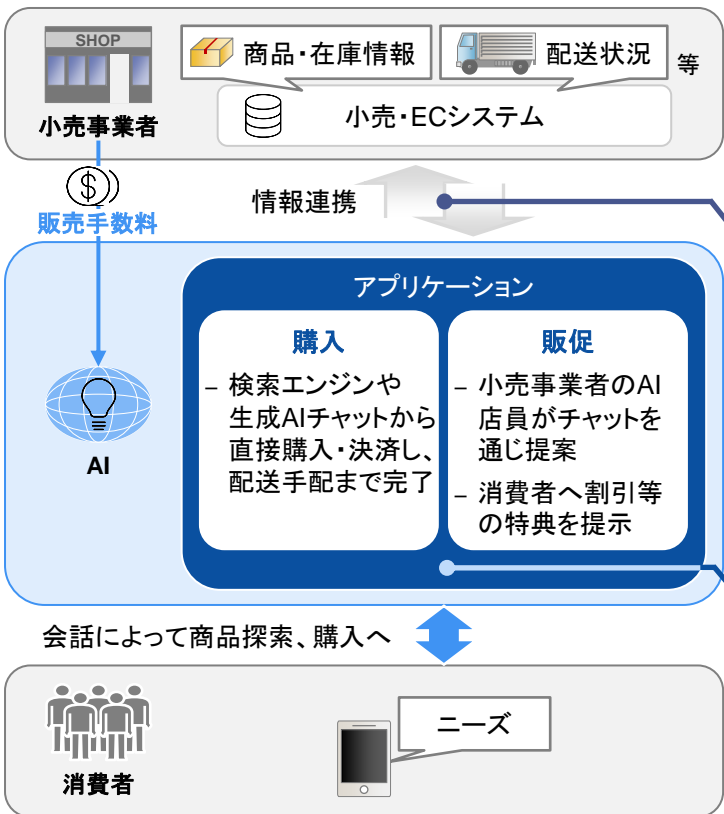 SHOP
小売事業者
商品・在庫情報
配送状況
等
小売・ECシステム
$
販売手数料
情報連携
アプリケーション
購入
– 検索エンジンや
生成AIチャットから
直接購入・決済し、
配送手配まで完了
販促
– 小売事業者のAI
店員がチャットを
通じ提案
– 消費者へ割引等
の特典を提示
AI
会話によって商品探索、購入へ
消費者
ニーズ